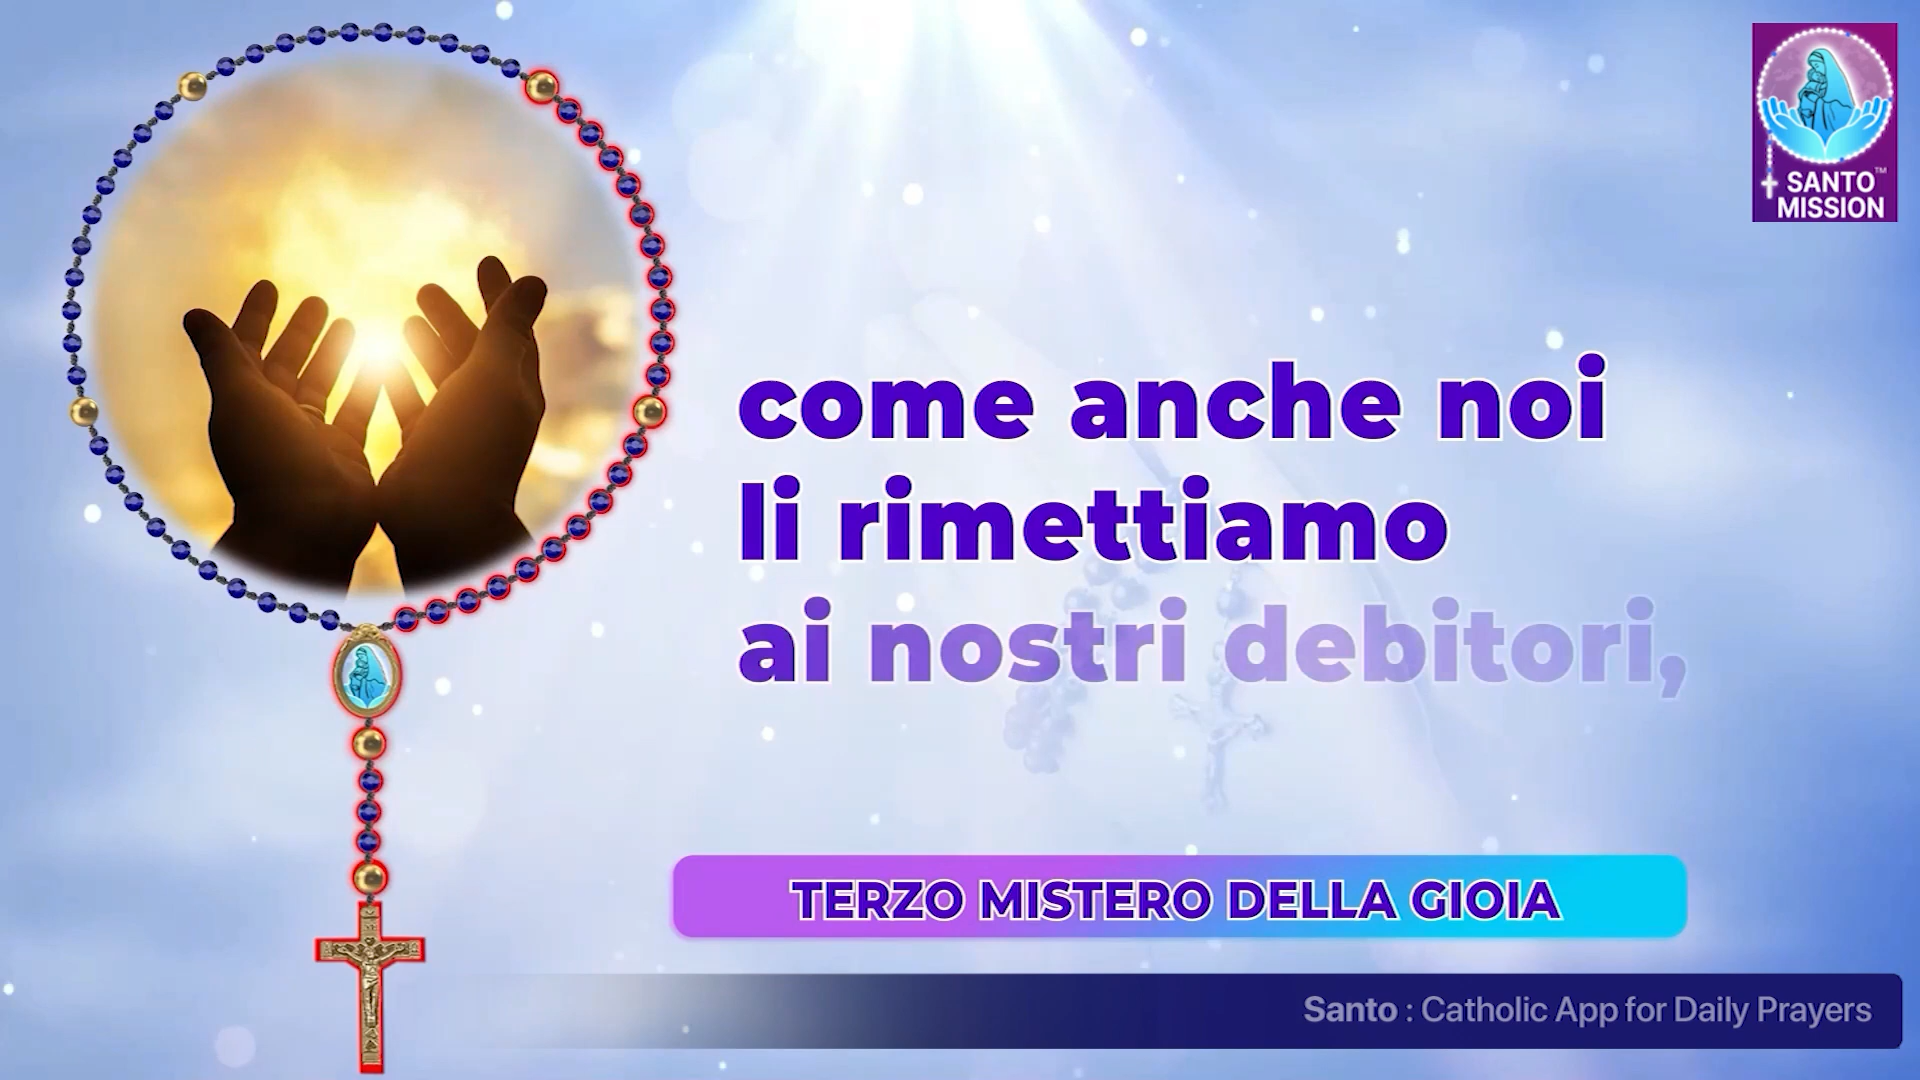 SANTO™
MISSION
come anche noi
li rimettiamo
ai nostri debitori,
TERZO MISTERO DELLA GIOIA
Santo : Catholic App for Daily Prayers